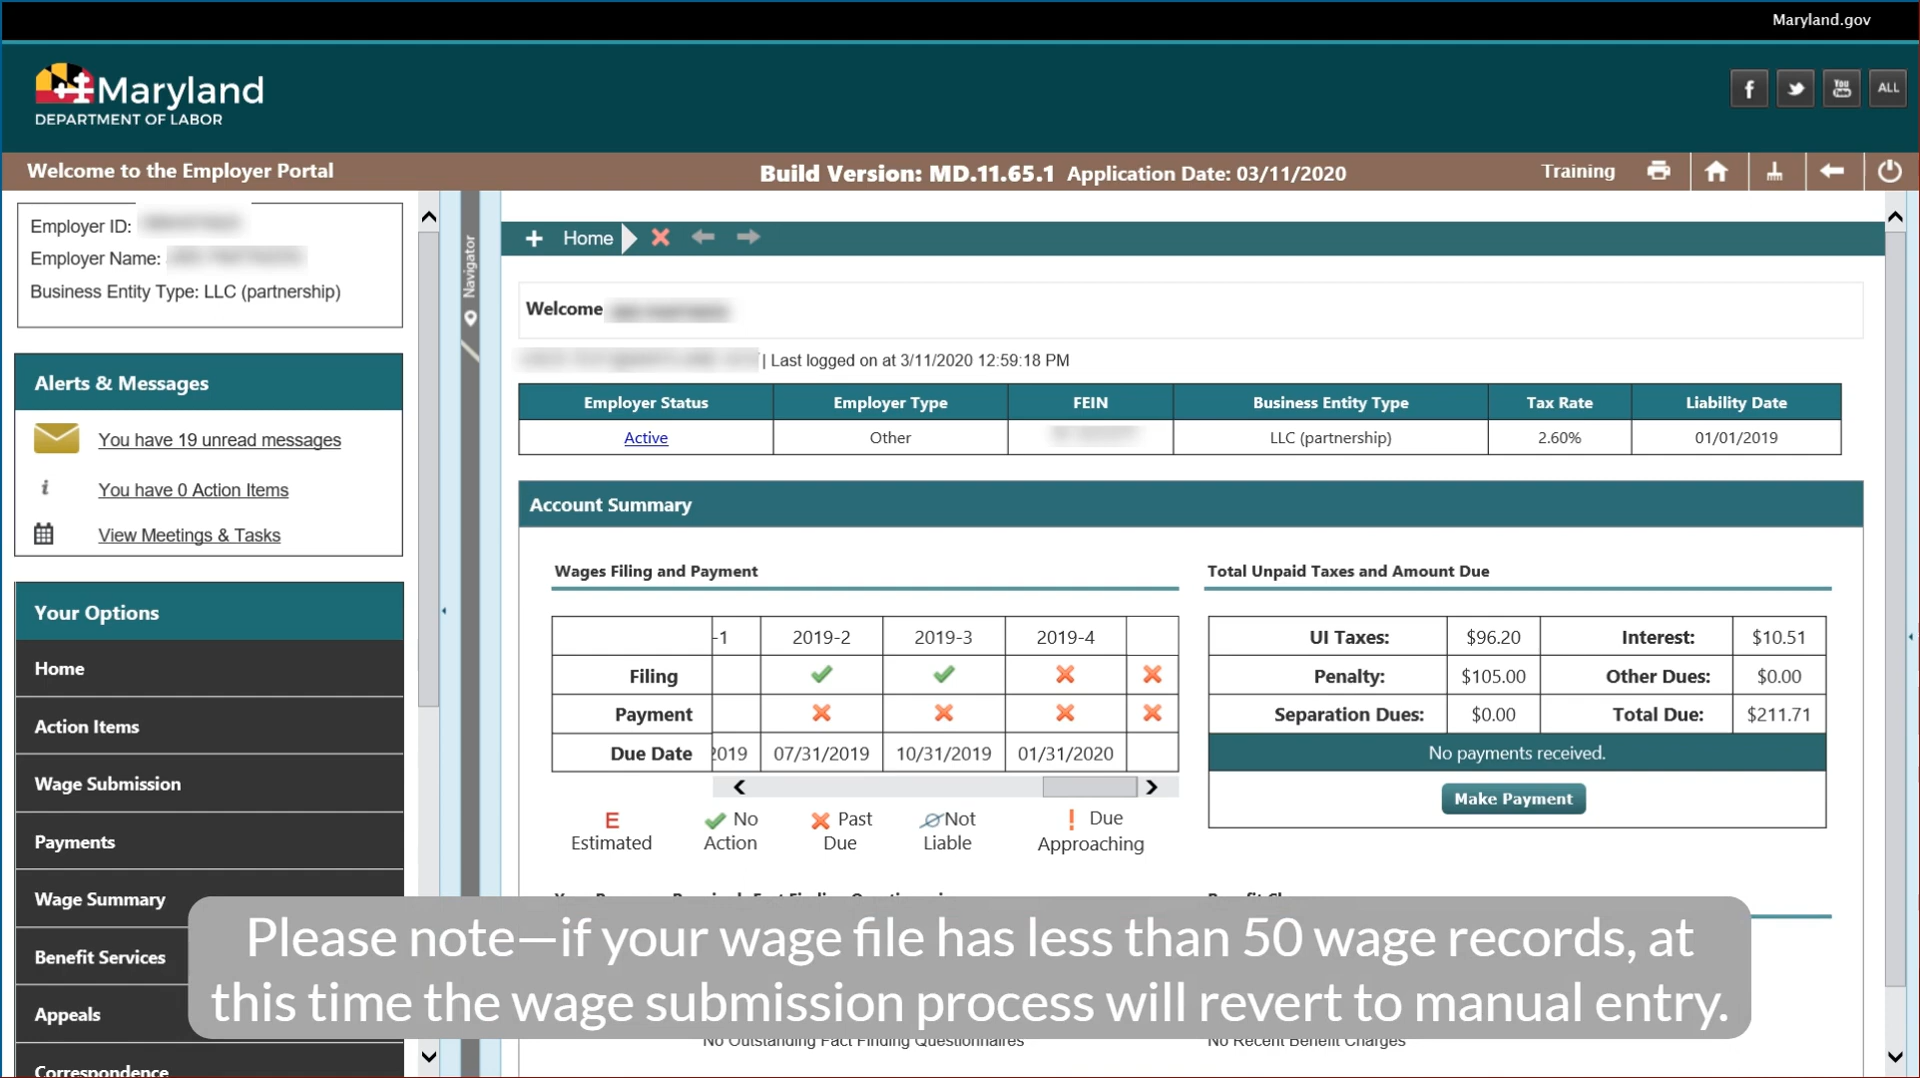 Maryland.gov
Maryland
DEPARTMENT OF LABOR
f
You
Tube
ALL
Welcome to the Employer Portal
Build Version: MD.11.65.1 Application Date: 03/11/2020
Training
Employer ID:
Employer Name:
Business Entity Type: LLC (partnership)
Alerts & Messages
You have 19 unread messages
i
You have 0 Action Items
View Meetings & Tasks
Your Options
Home
Action Items
Wage Submission
Payments
Wage Summary
Benefit Services
Appeals
Correspondence
Navigator
Home
Welcome
| Last logged on at 3/11/2020 12:59:18 PM
Employer Status Employer Type FEIN Business Entity Type Tax Rate Liability Date
Active Other LLC (partnership) 2.60% 01/01/2019
Account Summary
Wages Filing and Payment
-1 2019-2 2019-3 2019-4
Filing
Payment
Due Date 2019 07/31/2019 10/31/2019 01/31/2020
E Estimated
No Action
Past Due
Not Liable
! Due Approaching
Total Unpaid Taxes and Amount Due
UI Taxes: $96.20 Interest: $10.51
Penalty: $105.00 Other Dues: $0.00
Separation Dues: $0.00 Total Due: $211.71
No payments received.
Make Payment
Please note—if your wage file has less than 50 wage records, at
this time the wage submission process will revert to manual entry.
No Outstanding Fact Finding Questionnaires
No Recent Benefit Charges